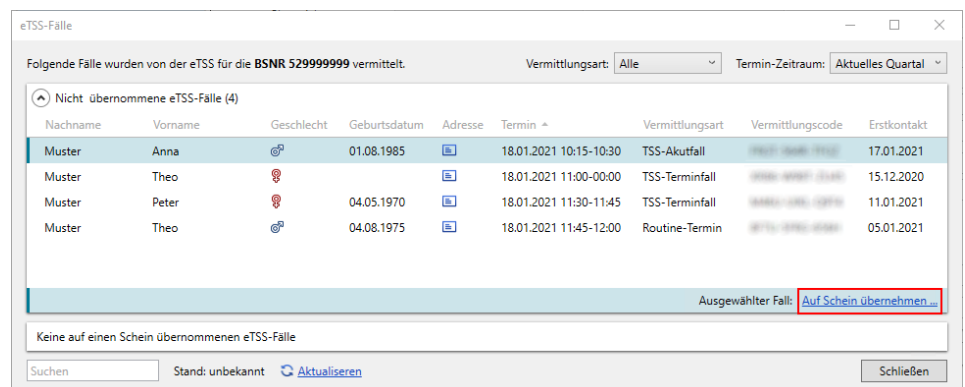 eTSS-Fälle
Folgende Fälle wurden von der eTSS für die BSNR 529999999 vermittelt. Vermittlungsart: Alle Termin-Zeitraum: Aktuelles Quartal
Nicht übernommene eTSS-Fälle (4)
Nachname Vorname Geschlecht Geburtsdatum Adresse Termin Vermittlungsart Vermittlungscode Erstkontakt
Muster Anna 01.08.1985 18.01.2021 10:15-10:30 TSS-Akutfall 17.01.2021
Muster Theo 18.01.2021 11:00-00:00 TSS-Terminfall 15.12.2020
Muster Peter 04.05.1970 18.01.2021 11:30-11:45 TSS-Terminfall 11.01.2021
Muster Theo 04.08.1975 18.01.2021 11:45-12:00 Routine-Termin 05.01.2021
Ausgewählter Fall: Auf Schein übernehmen ...
Keine auf einen Schein übernommenen eTSS-Fälle
Suchen Stand: unbekannt Aktualisieren Schließen